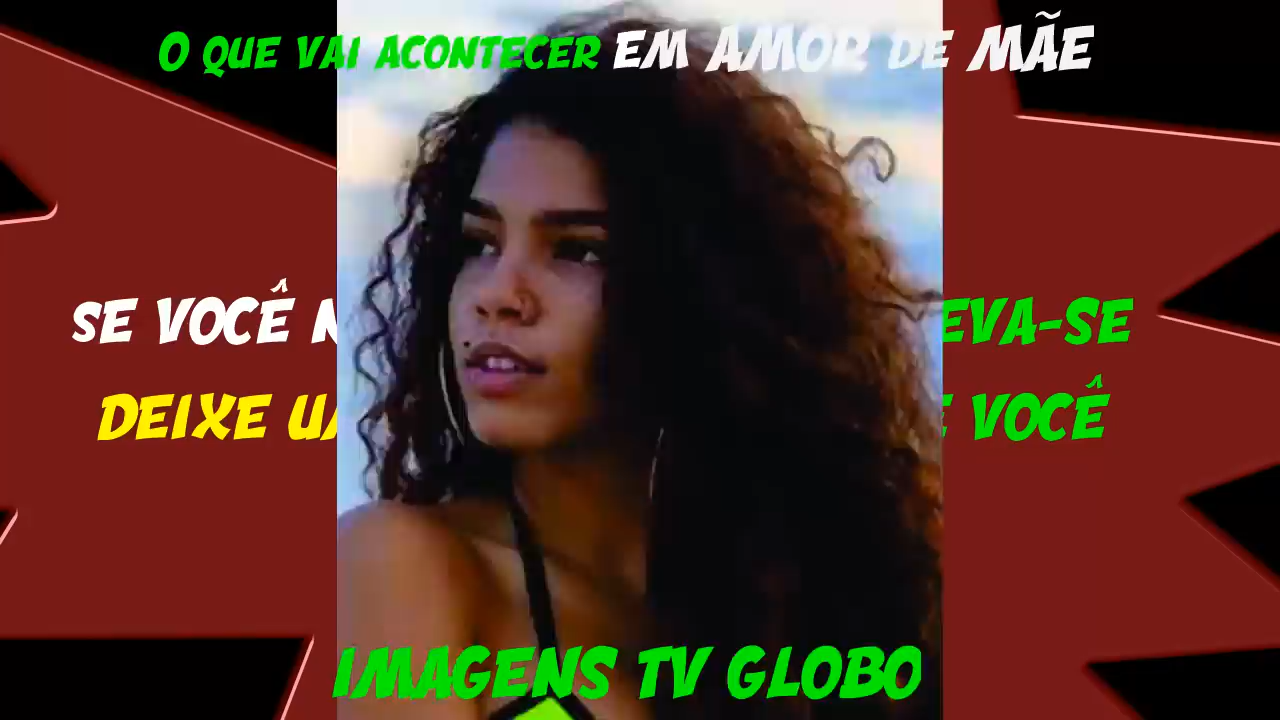 O QUE VAI ACONTECER EM AMOR DE MÃE
SE VOCÊ EVA-SE
DEIXE VOCÊ
IMAGENS TV GLOBO